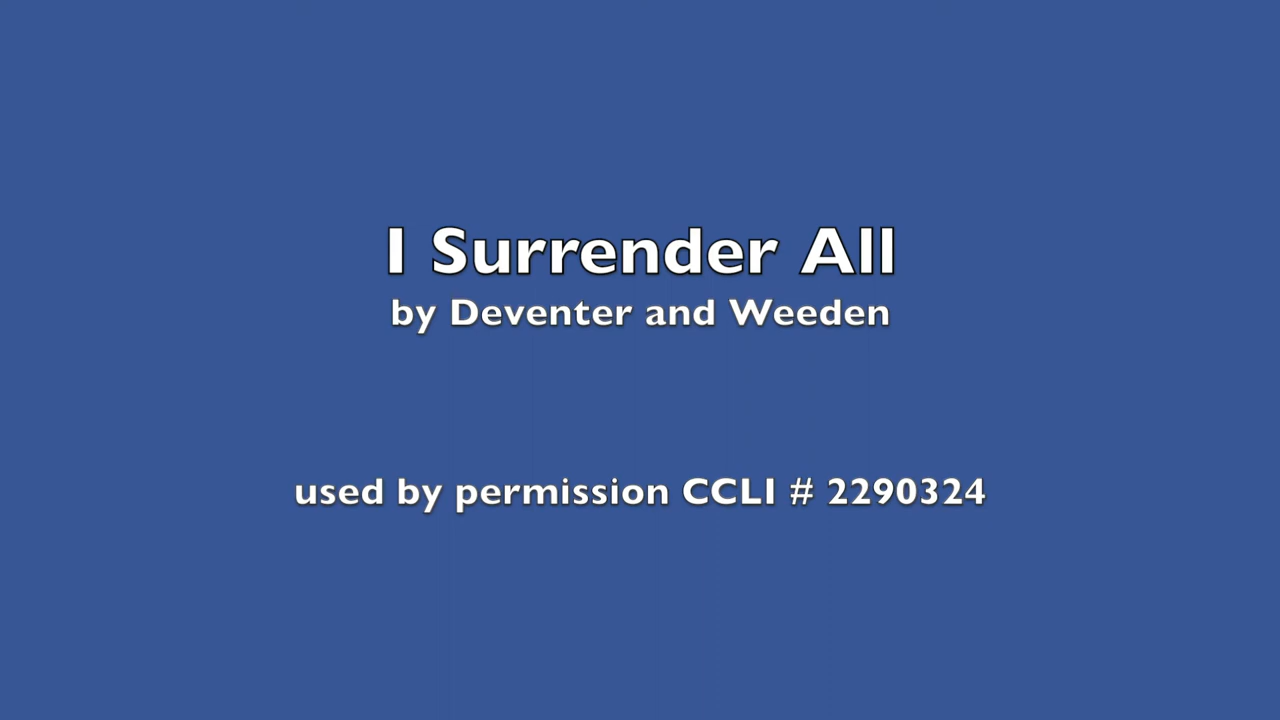 I Surrender All
by Deventer and Weeden
used by permission CCLI # 2290324